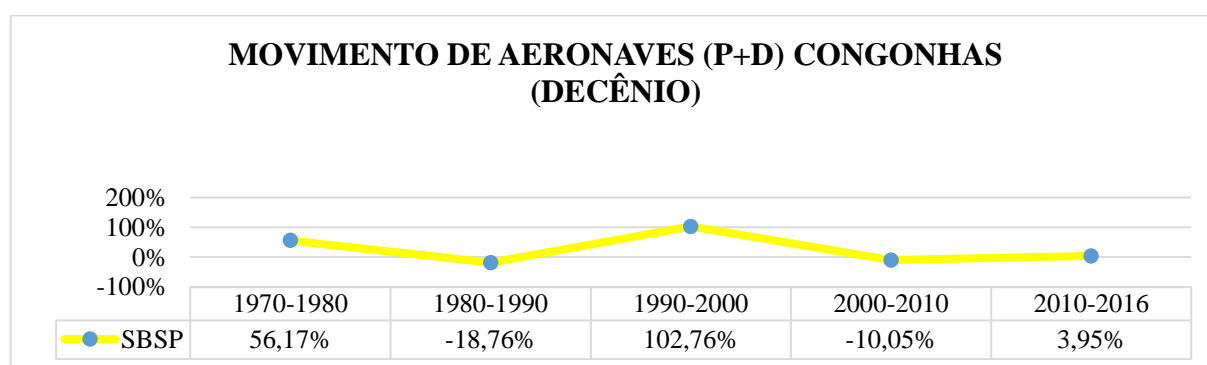 MOVIMENTO DE AERONAVES (P+D) CONGONHAS
(DECÊNIO)
200%
100%
0%
-100%
1970-1980 1980-1990 1990-2000 2000-2010 2010-2016
SBSP 56,17% -18,76% 102,76% -10,05% 3,95%